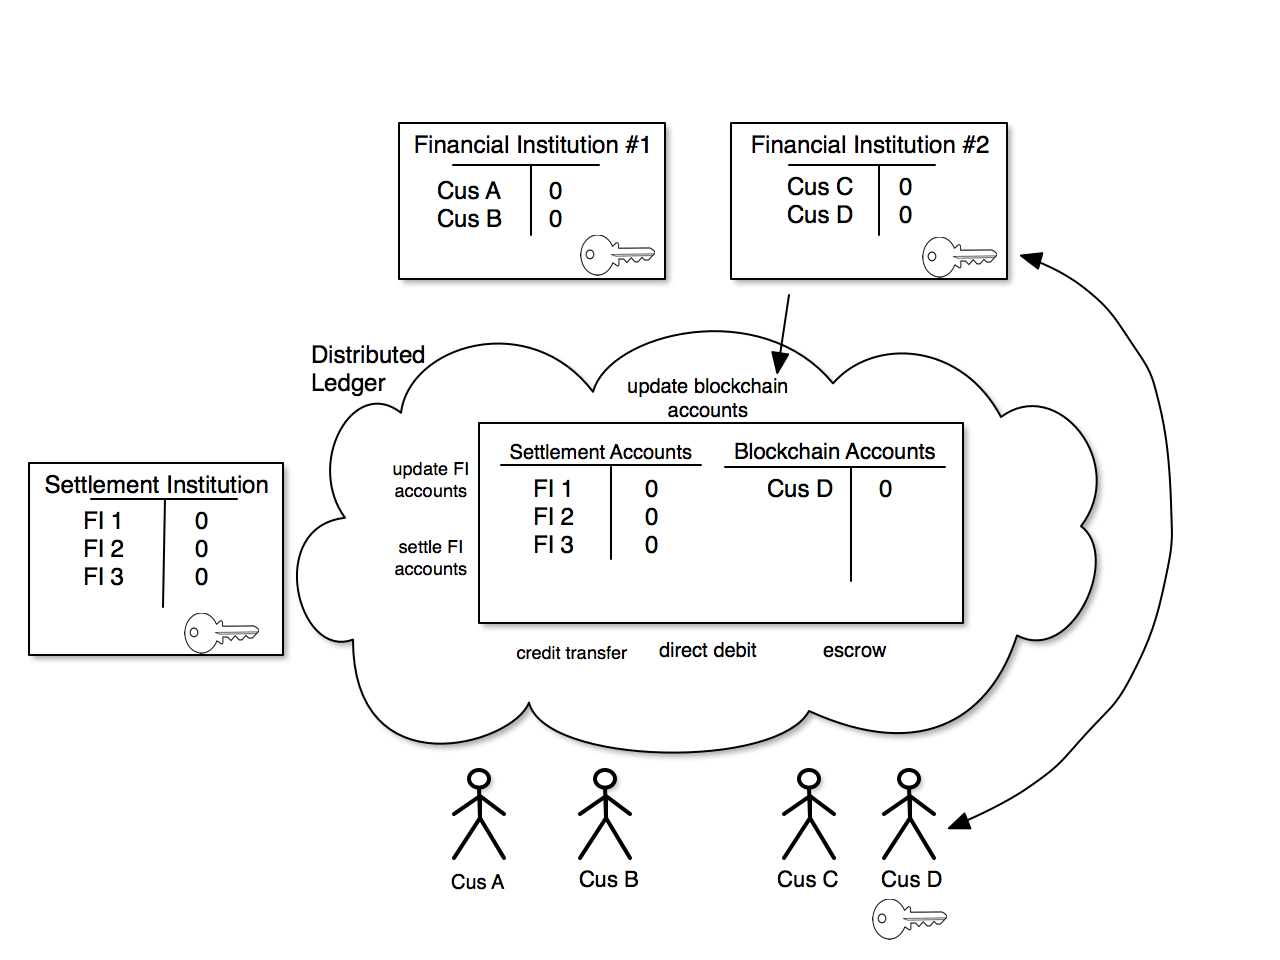 Financial Institution #1
Cus A 0
Cus B 0
Financial Institution #2
Cus C 0
Cus D 0
Distributed
Ledger
update blockchain
accounts
Settlement Institution
FI 1 0
FI 2 0
FI 3 0
update FI
accounts
settle FI
accounts
Settlement Accounts
FI 1 0
FI 2 0
FI 3 0
Blockchain Accounts
Cus D 0
credit transfer
direct debit
escrow
Cus A
Cus B
Cus C
Cus D